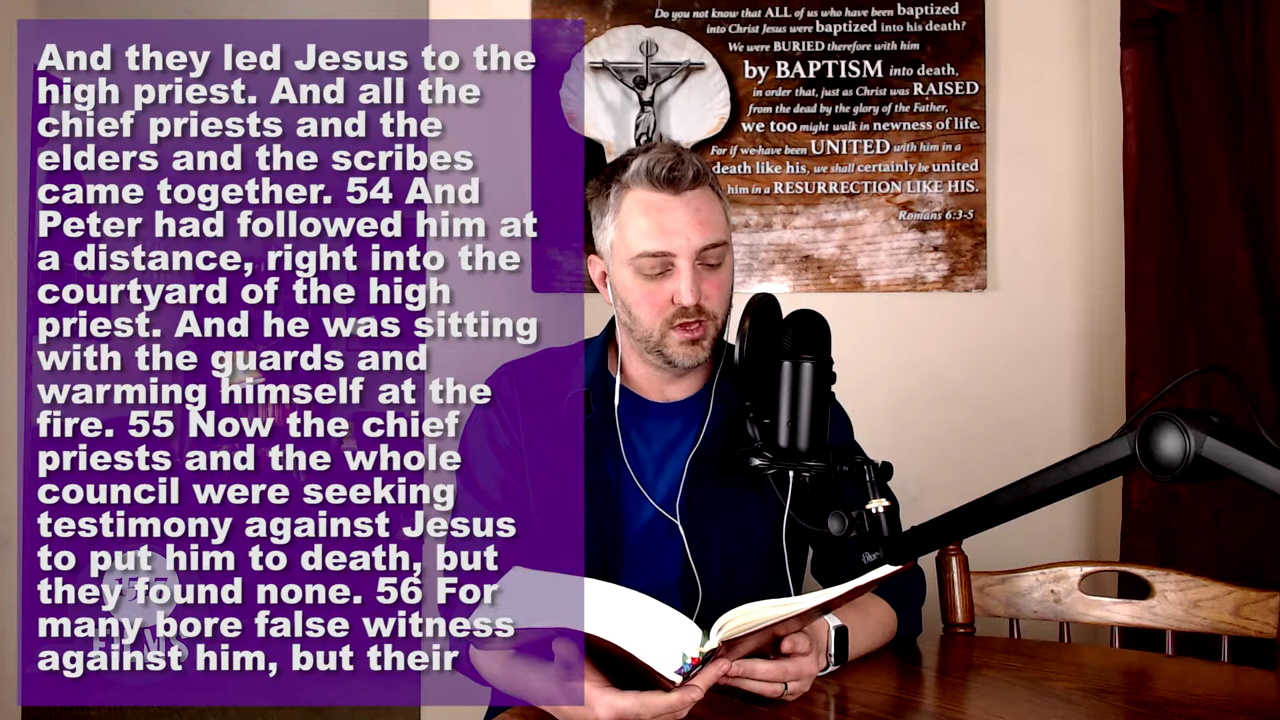 And they led Jesus to the
high priest. And all the
chief priests and the
elders and the scribes
came together. 54 And
Peter had followed him at
a distance, right into the
courtyard of the high
priest. And he was sitting
with the guards and
warming himself at the
fire. 55 Now the chief
priests and the whole
council were seeking
testimony against Jesus
to put him to death, but
they found none. 56 For
many bore false witness
against him, but their
Do you not know that ALL of us who have been baptized
into Christ Jesus were baptized into his death?
We were BURIED therefore with him
by BAPTISM into death,
in order that, just as Christ was RAISED
from the dead by the glory of the Father,
we too might walk in newness of life.
For if we have been UNITED with him in a
death like his, we shall certainly be united
him in a RESURRECTION LIKE HIS.
Romans 6:3-5
blue